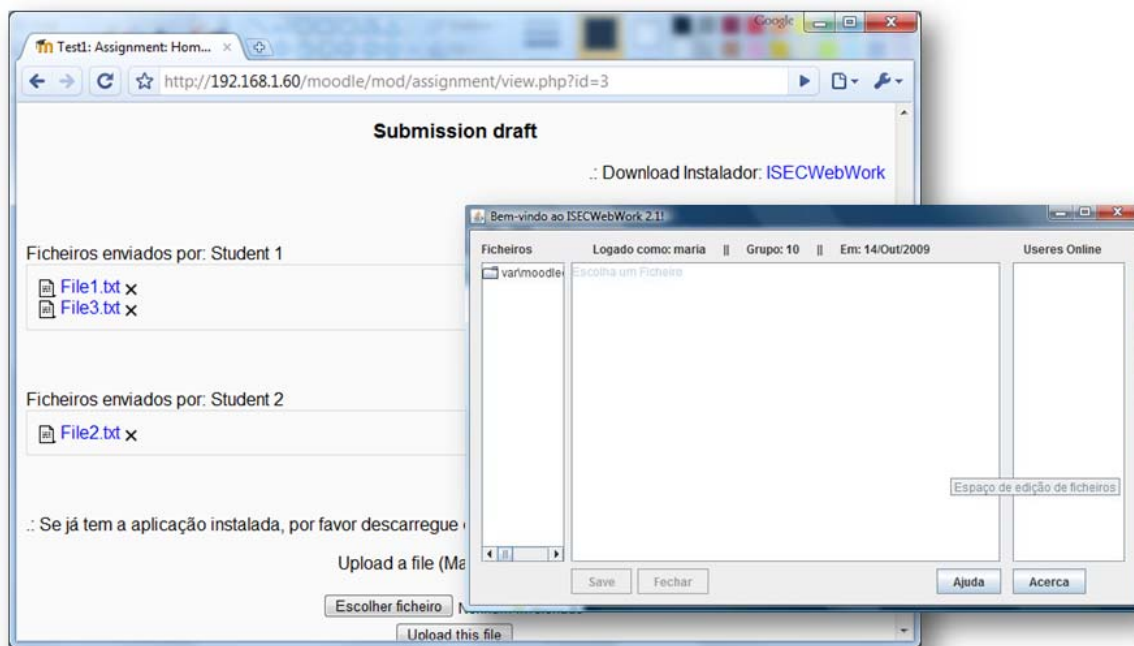 Google
Test1: Assignment: Hom...
http://192.168.1.60/moodle/mod/assignment/view.php?id=3
Submission draft
.: Download Instalador: ISECWebWork
Ficheiros enviados por: Student 1
File1.txt
File3.txt
Ficheiros enviados por: Student 2
File2.txt
.: Se já tem a aplicação instalada, por favor descarregue
Upload a file (Ma
Escolher ficheiro
Upload this file
Bem-vindo ao ISECWebWork 2.1!
Ficheiros Logado como: maria || Grupo: 10 || Em: 14/Out/2009 Useres Online
var\moodle
Escolha um Ficheiro
Espaço de edição de ficheiros
Save Fechar Ajuda Acerca